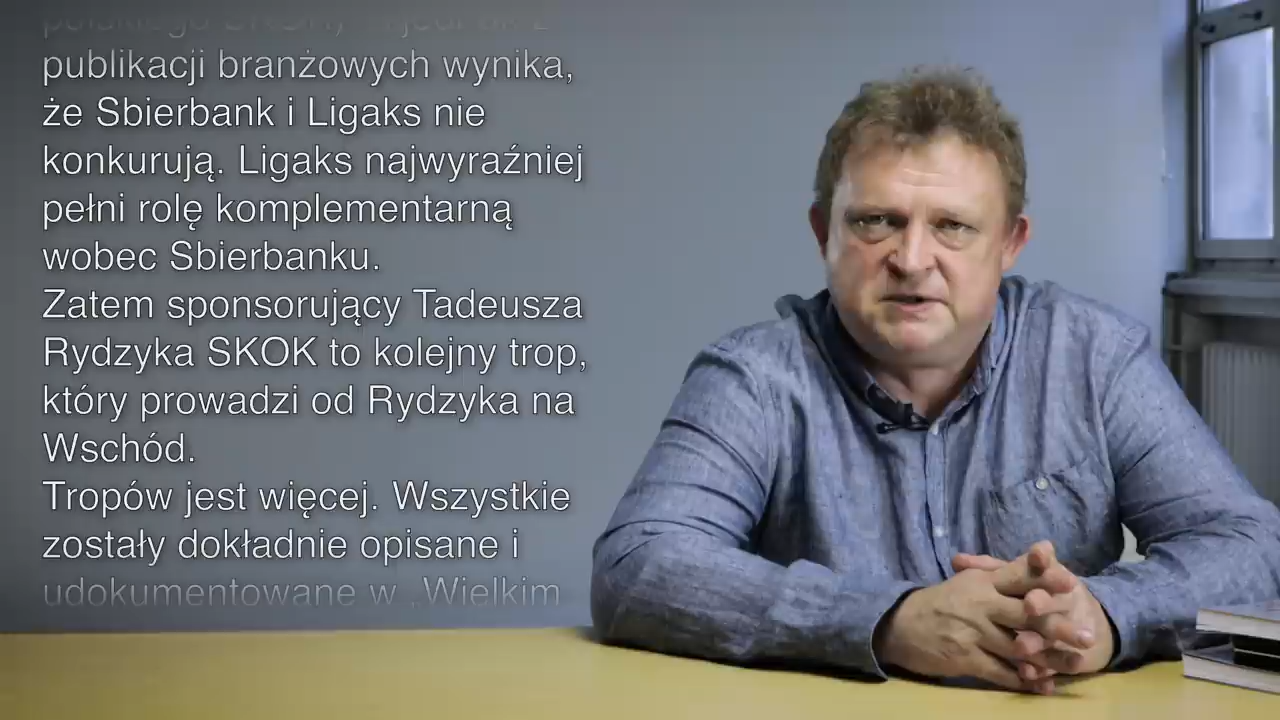 publikacji branżowych wynika,
że Sbierbank i Ligaks nie
konkurują. Ligaks najwyraźniej
pełni rolę komplementarną
wobec Sbierbanku.
Zatem sponsorujący Tadeusza
Rydzyka SKOK to kolejny trop,
który prowadzi od Rydzyka na
Wschód.
Tropów jest więcej. Wszystkie
zostały dokładnie opisane i
udokumentowane w „Wielkim